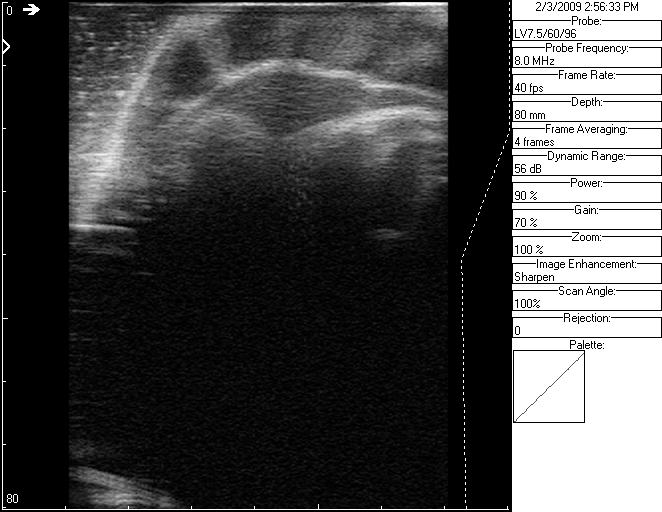 0
80
2/3/2009 2:56:33 PM
Probe:
LV7.5/60/96
Probe Frequency:
8.0 MHz
Frame Rate:
40 fps
Depth:
80 mm
Frame Averaging:
4 frames
Dynamic Range:
56 dB
Power:
90 %
Gain:
70 %
Zoom:
100 %
Image Enhancement:
Sharpen
Scan Angle:
100%
Rejection:
0
Palette: